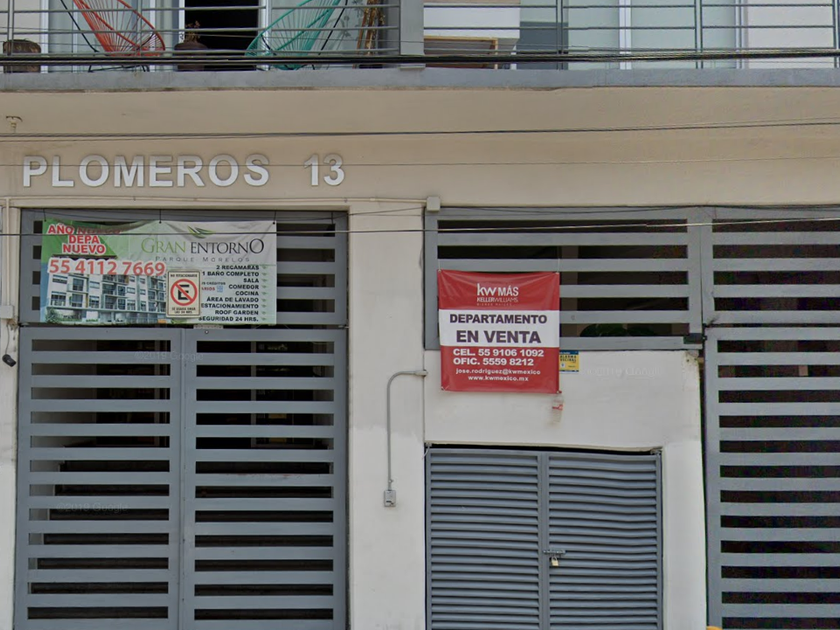 PLOMEROS 13
AÑO NUEVO
DEPA
NUEVO
GRAN ENTORNO
PARQUE MORELOS
55 4112 7669
2 RECAMARAS
1 BAÑO COMPLETO
SALA
COMEDOR
COCINA
ÁREA DE LAVADO
ESTACIONAMIENTO
ROOF GARDEN
SEGURIDAD 24 HRS.
E
kw MÁS
KELLERWILLIAMS
DEPARTAMENTO
EN VENTA
CEL. 55 9106 1092
OFIC. 5559 8212
jose.rodriguez@kwmexico
www.kwmexico.mx